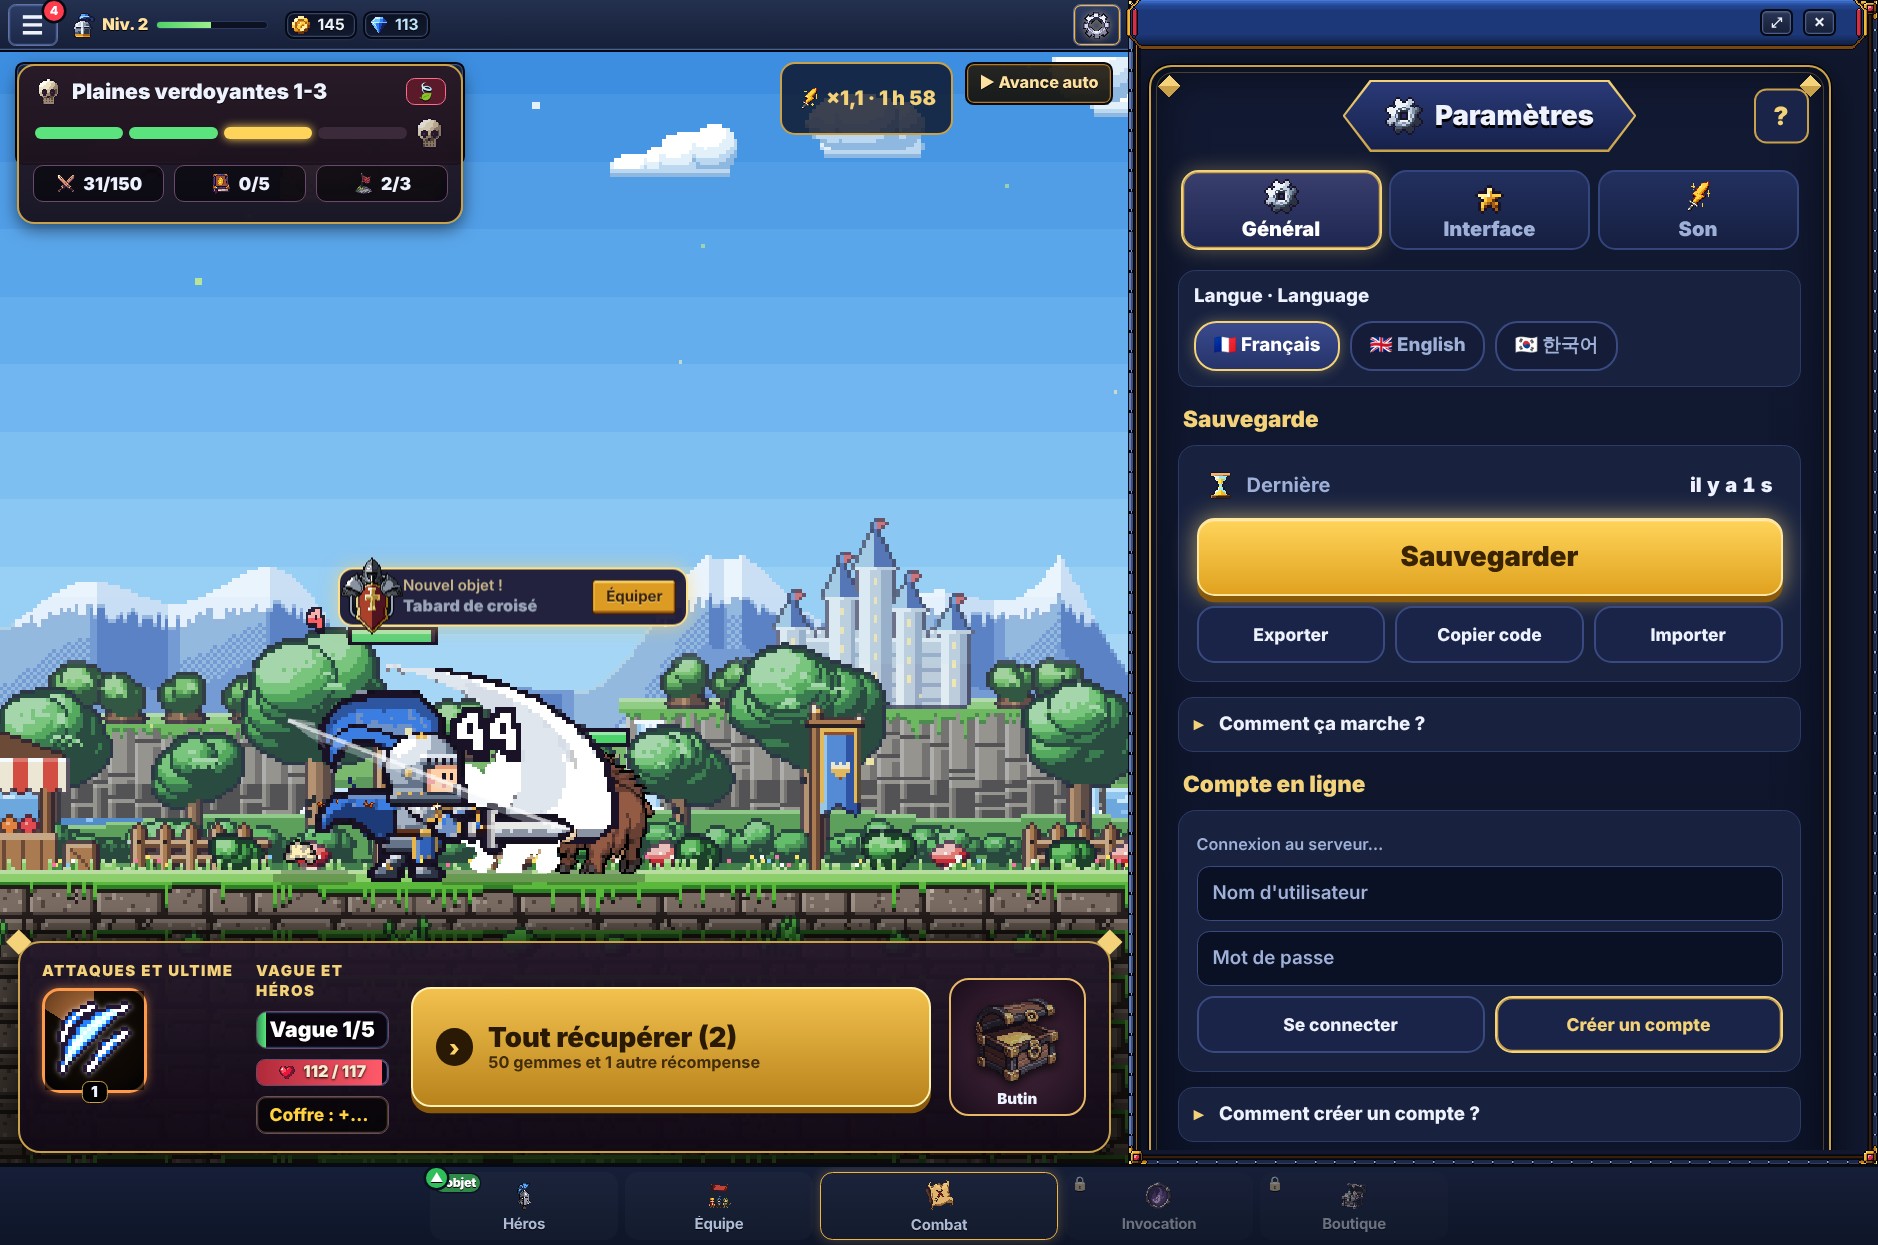 4
Niv. 2
145
113
Plaines verdoyantes 1-3
31/150
0/5
2/3
×1,1 · 1 h 58
▶ Avance auto
Nouvel objet !
Tabard de croisé
Équiper
4
44
ATTAQUES ET ULTIME
1
VAGUE ET
HÉROS
Vague 1/5
112 / 117
Coffre : +...
Tout récupérer (2)
50 gemmes et 1 autre récompense
Butin
objet
Héros
Équipe
Combat
Invocation
Boutique
Paramètres
?
Général
Interface
Son
Langue · Language
Français
English
한국어
Sauvegarde
Dernière
il y a 1 s
Sauvegarder
Exporter
Copier code
Importer
Comment ça marche ?
Compte en ligne
Connexion au serveur...
Nom d'utilisateur
Mot de passe
Se connecter
Créer un compte
Comment créer un compte ?